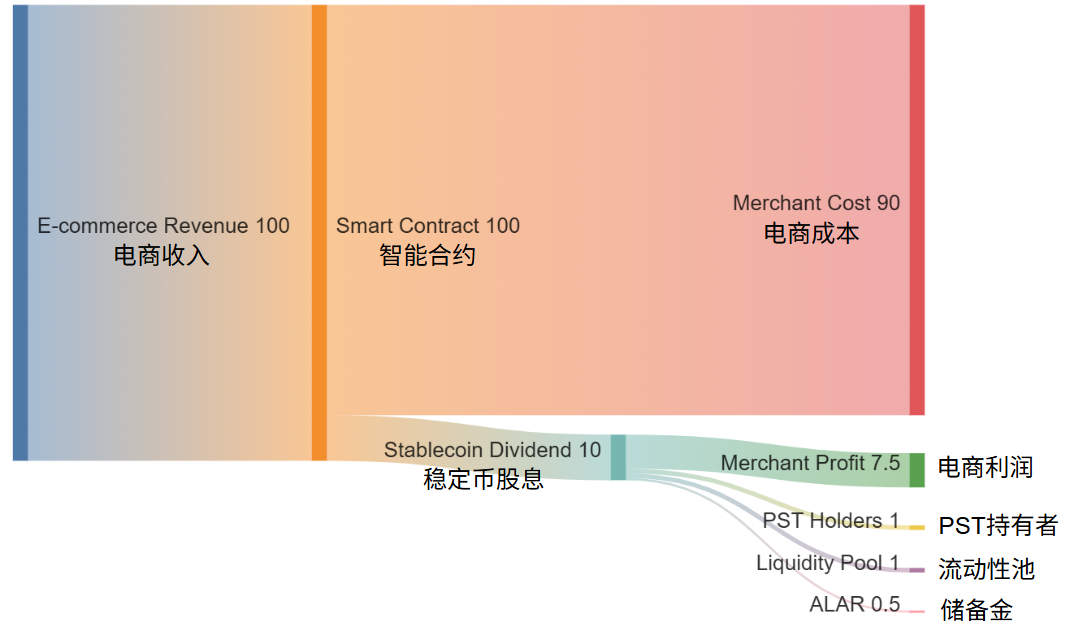 E-commerce Revenue 100
电商收入
Smart Contract 100
智能合约
Merchant Cost 90
电商成本
Stablecoin Dividend 10
稳定币股息
Merchant Profit 7.5
电商利润
PST Holders 1
PST持有者
Liquidity Pool 1
流动性池
ALAR 0.5
储备金